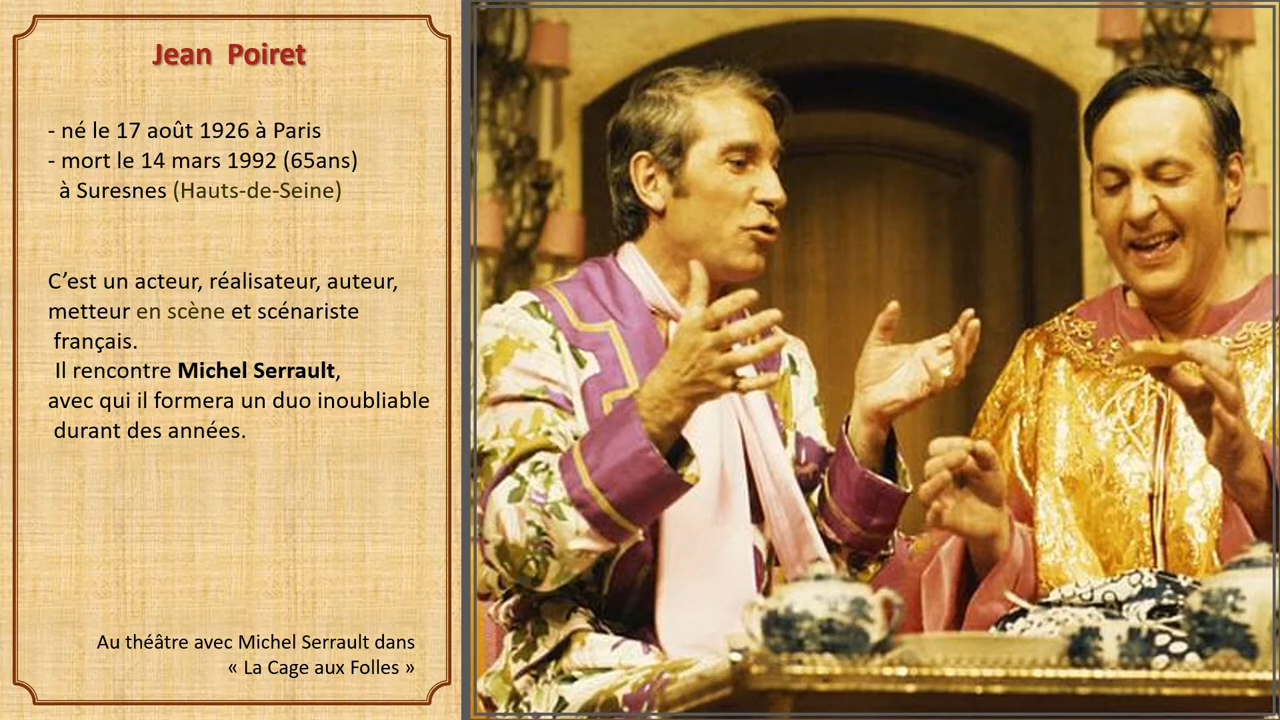 Jean Poiret
- né le 17 août 1926 à Paris
- mort le 14 mars 1992 (65ans)
à Suresnes (Hauts-de-Seine)
C’est un acteur, réalisateur, auteur,
metteur en scène et scénariste
français.
Il rencontre Michel Serrault,
avec qui il formera un duo inoubliable
durant des années.
Au théâtre avec Michel Serrault dans
« La Cage aux Folles »